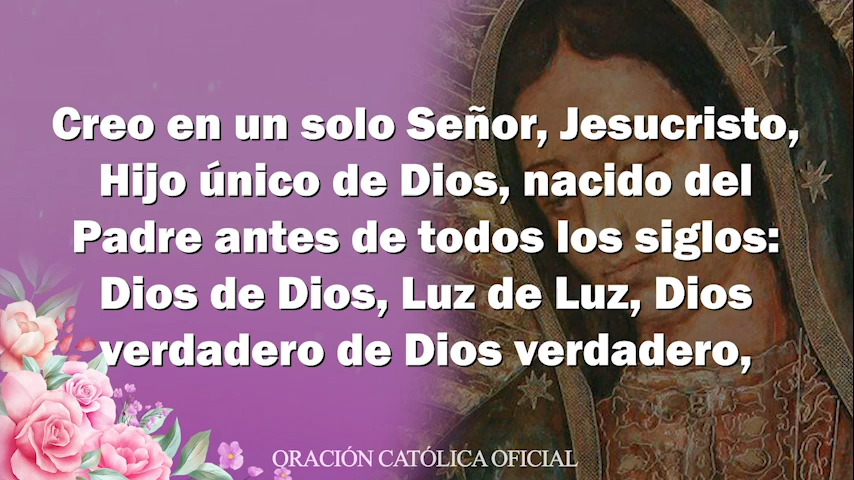 Creo en un solo Señor, Jesucristo,
Hijo único de Dios, nacido del
Padre antes de todos los siglos:
Dios de Dios, Luz de Luz, Dios
verdadero de Dios verdadero,
ORACIÓN CATÓLICA OFICIAL